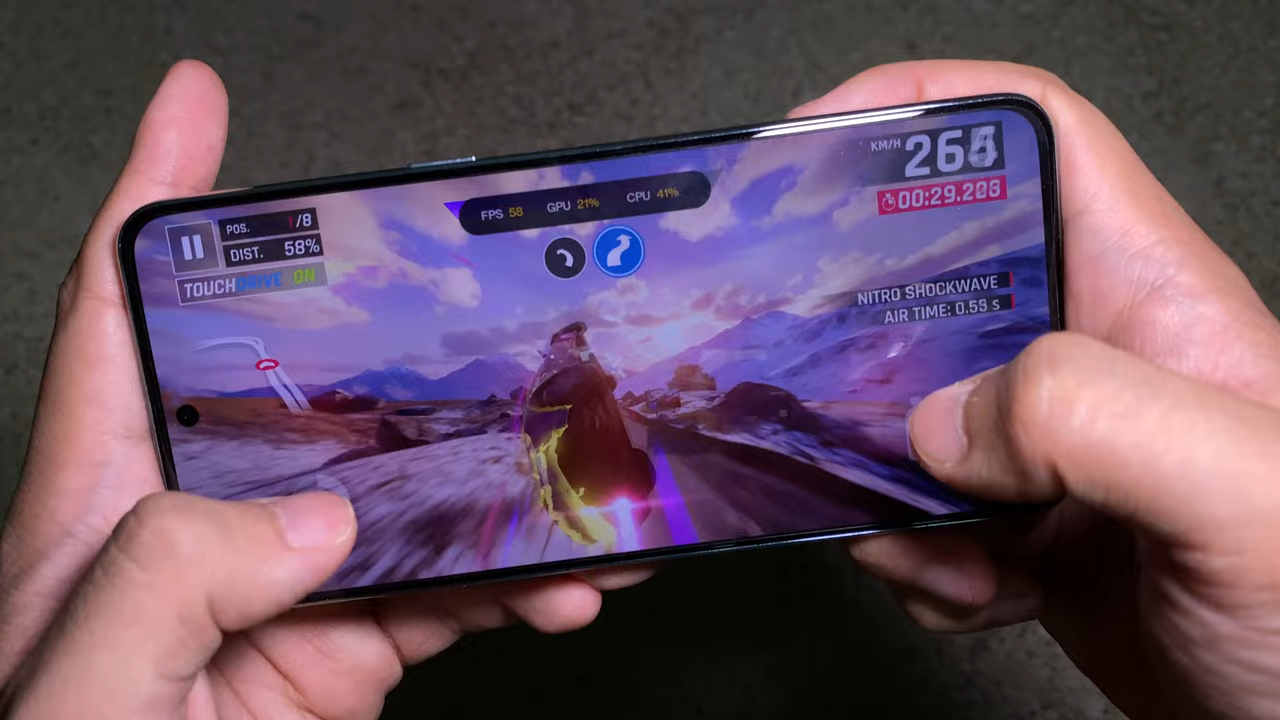 POS. /8
DIST. 58%
TOUCHDRIVE ON
FPS 58 GPU 21% CPU 41%
KM/H
00:29.208
NITRO SHOCKWAVE
AIR TIME: 0.55 s